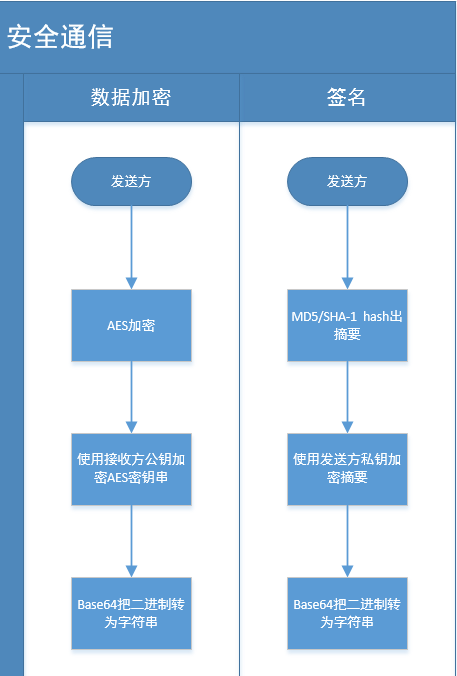 安全通信
数据加密
签名
发送方
发送方
AES加密
MD5/SHA-1 hash出
摘要
使用接收方公钥加
密AES密钥串
使用发送方私钥加
密摘要
Base64把二进制转
为字符串
Base64把二进制转
为字符串